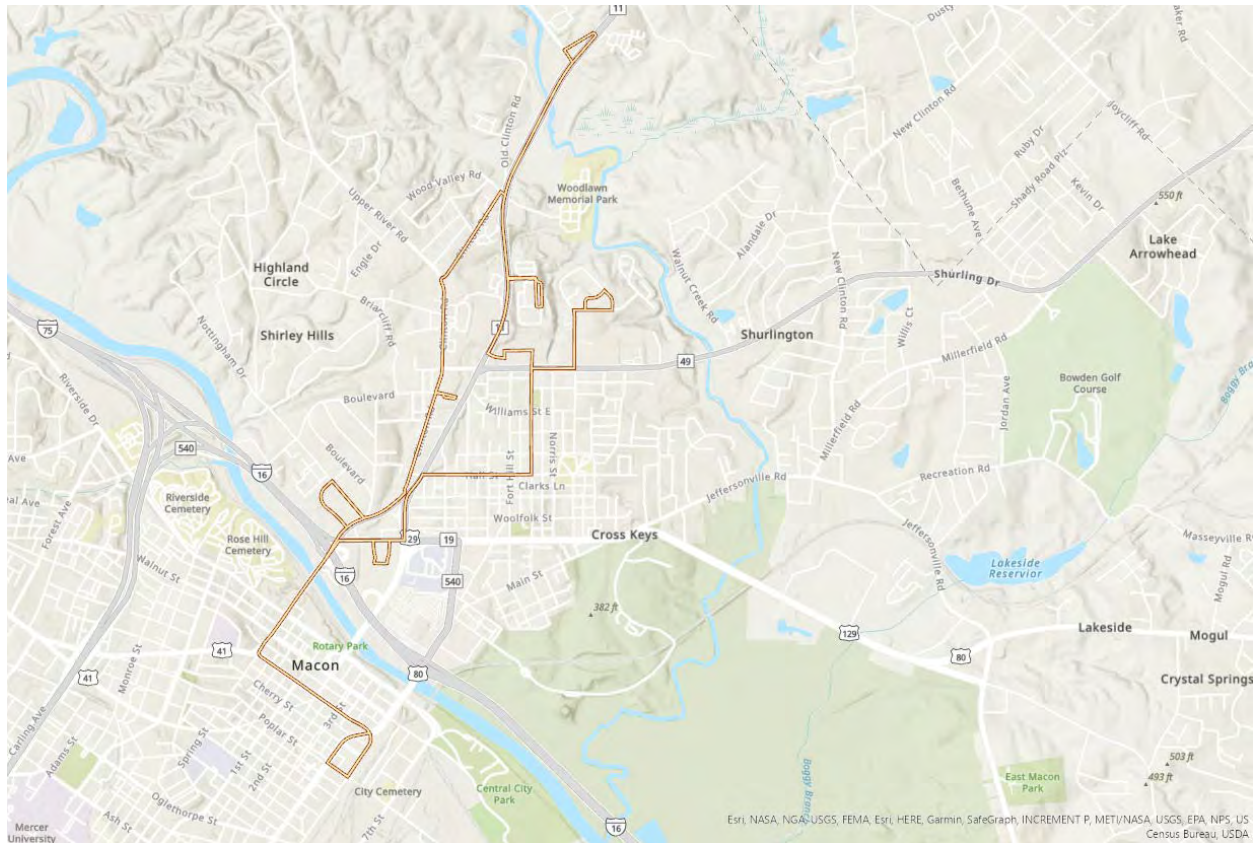 11
Dusty
New Clinton Rd
Joycliff Rd
Ruby Dr
Shady Road Plz
Kevin Dr
Bethune Ave
550 ft
Old Clinton Rd
Wood Valley Rd
Upper River Rd
Woodlawn
Memorial Park
Highland
Circle
Engle Dr
Alandale Dr
Walnut Creek Rd
New Clinton Rd
Lake
Arrowhead
Shurling Dr
Nottingham Dr
Briarcliff Rd
Shirley Hills
75
Riverside Dr
Shurlington
Willis Ct
Millerfield Rd
49
Bowden Golf
Course
Jordan Ave
Boulevard
Williams St E
540
16
Boulevard
Fort Hill St
Norris St
Hall St
Clarks Ln
Millerfield Rd
Recreation Rd
Jeffersonville Rd
Forest Ave
Riverside
Cemetery
Rose Hill
Cemetery
Woolfolk St
29
19
Cross Keys
Jeffersonville Rd
Masseyville Rd
Mogul Rd
Lakeside
Reservior
Walnut St
16
540
Main St
382 ft
129
80
Lakeside
Mogul
Crystal Springs
Monroe St
41
41
Rotary Park
Macon
80
Carling Ave
Adams St
Cherry St
Poplar St
3rd St
Spring St
1st St
2nd St
Oglethorpe St
Ash St
City Cemetery
7th St
Central City
Park
16
Mercer
University
503 ft
493 ft
East Macon
Park
Esri, NASA, NGA, USGS, FEMA, Esri, HERE, Garmin, SafeGraph, INCREMENT P, METI/NASA, USGS, EPA, NPS, US
Census Bureau, USDA